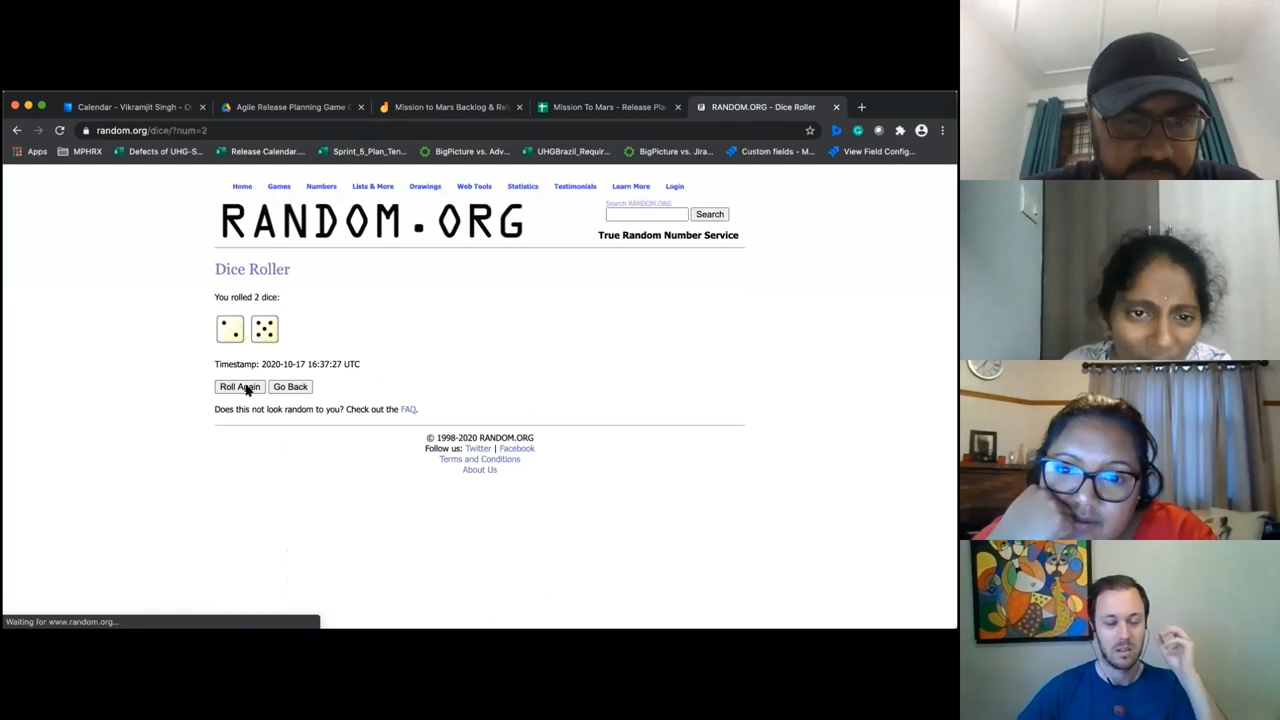 Calendar - Vikramjit Singh - O
Agile Release Planning Game
Mission to Mars Backlog & Rel
Mission To Mars - Release Pla
RANDOM.ORG - Dice Roller
random.org/dice/?num=2
Apps
MPHRX
Defects of UHG-S...
Release Calendar....
Sprint_5_Plan_Ten...
BigPicture vs. Adv...
UHGBrazil_Requir...
BigPicture vs. Jira...
Custom fields - M...
View Field Config...
Home Games Numbers Lists & More Drawings Web Tools Statistics Testimonials Learn More Login
RANDOM.ORG
Search RANDOM.ORG
Search
True Random Number Service
Dice Roller
You rolled 2 dice:
Timestamp: 2020-10-17 16:37:27 UTC
Roll Again Go Back
Does this not look random to you? Check out the FAQ.
© 1998-2020 RANDOM.ORG
Follow us: Twitter | Facebook
Terms and Conditions
About Us
Waiting for www.random.org...